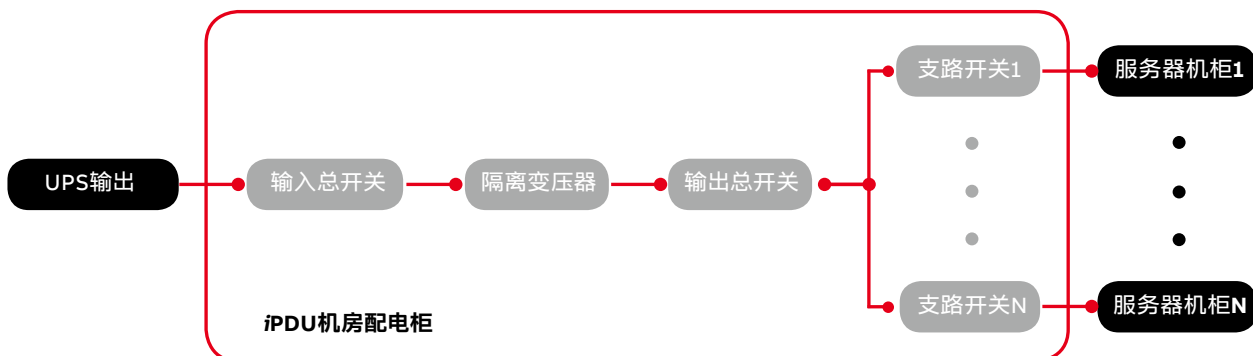 支路开关1
服务器机柜1
UPS输出
输入总开关
隔离变压器
输出总开关
支路开关N
服务器机柜N
iPDU机房配电柜